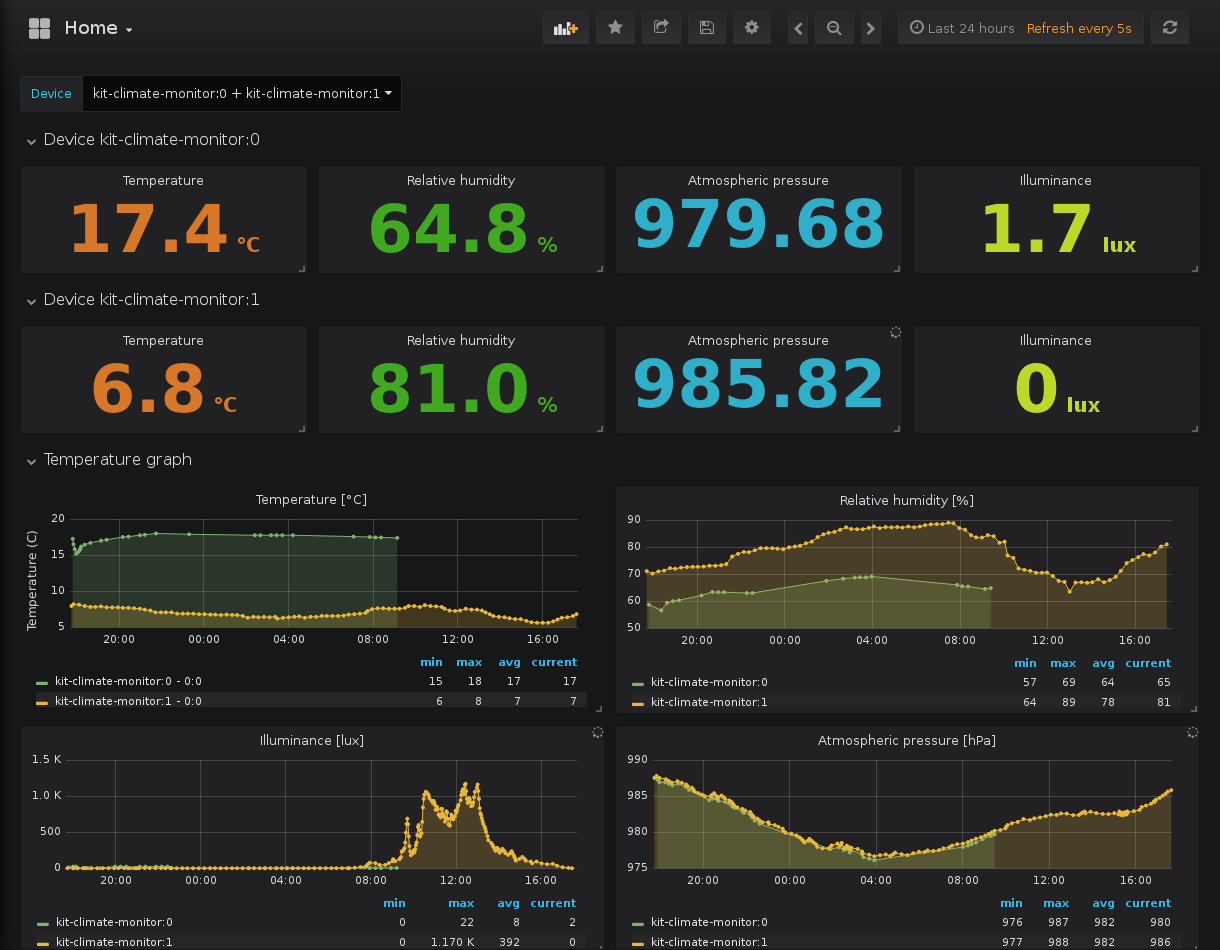 Home
Last 24 hours Refresh every 5s
Device kit-climate-monitor:0 + kit-climate-monitor:1
Device kit-climate-monitor:0
Temperature Relative humidity Atmospheric pressure Illuminance
17.4 °C 64.8 % 979.68 1.7 lux
Device kit-climate-monitor:1
Temperature Relative humidity Atmospheric pressure Illuminance
6.8 °C 81.0 % 985.82 0 lux
Temperature graph
Temperature [°C]
Temperature (C)
20
15
10
5
20:00 00:00 04:00 08:00 12:00 16:00
min max avg current
kit-climate-monitor:0 - 0:0 15 18 17 17
kit-climate-monitor:1 - 0:0 6 8 7 7
Relative humidity [%]
90
80
70
60
50
20:00 00:00 04:00 08:00 12:00 16:00
min max avg current
kit-climate-monitor:0 57 69 64 65
kit-climate-monitor:1 64 89 78 81
Illuminance [lux]
1.5 K
1.0 K
500
0
20:00 00:00 04:00 08:00 12:00 16:00
min max avg current
kit-climate-monitor:0 0 22 8 2
kit-climate-monitor:1 0 1.170 K 392 0
Atmospheric pressure [hPa]
990
985
980
975
20:00 00:00 04:00 08:00 12:00 16:00
min max avg current
kit-climate-monitor:0 976 987 982 980
kit-climate-monitor:1 977 988 982 986